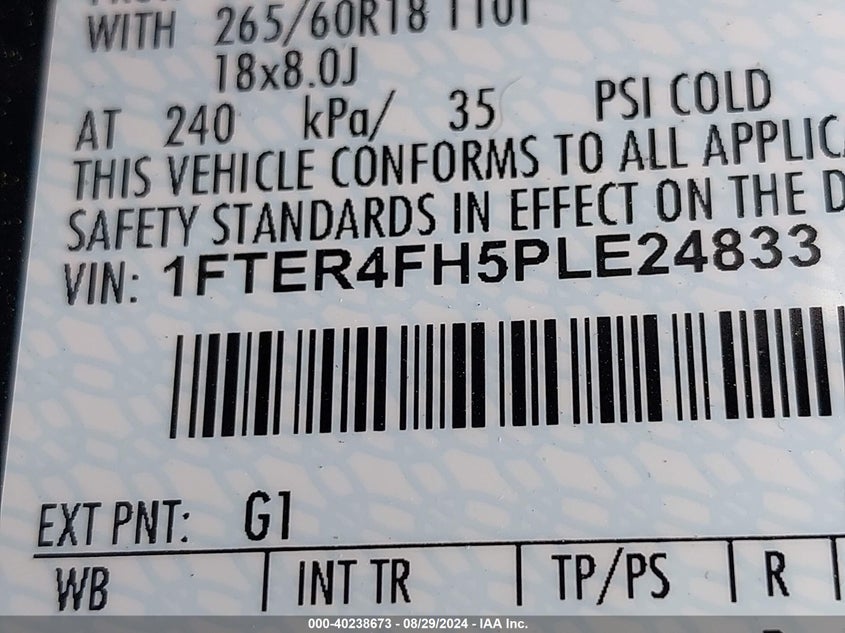 WITH 265/60R18 110T
18x8.0J
AT 240 kPa/ 35 PSI COLD
THIS VEHICLE CONFORMS TO ALL APPLICA
SAFETY STANDARDS IN EFFECT ON THE D
VIN: 1FTER4FH5PLE24833
EXT PNT: G1
WB INT TR TP/PS R
000-40238673 - 08/29/2024 - IAA Inc.